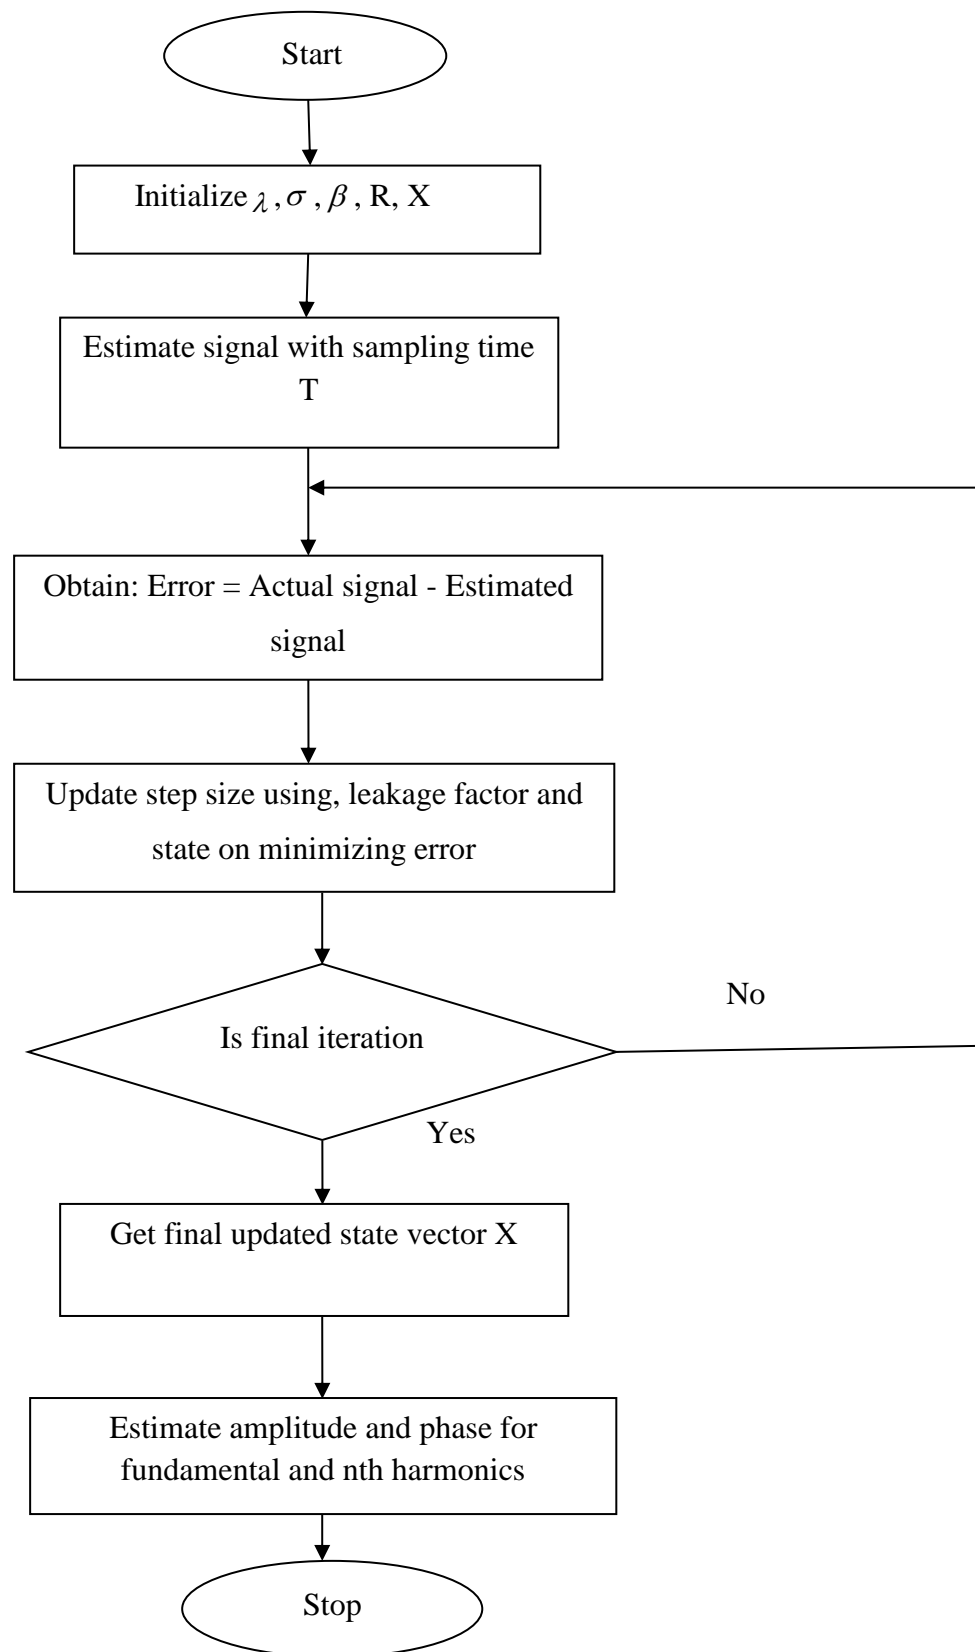 Start
Initialize λ, σ, β, R, X
Estimate signal with sampling time
T
Obtain: Error = Actual signal - Estimated
signal
Update step size using, leakage factor and
state on minimizing error
No
Is final iteration
Yes
Get final updated state vector X
Estimate amplitude and phase for
fundamental and nth harmonics
Stop